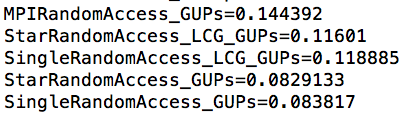 MPIRandomAccess_GUPs=0.144392
StarRandomAccess_LCG_GUPs=0.11601
SingleRandomAccess_LCG_GUPs=0.118885
StarRandomAccess_GUPs=0.0829133
SingleRandomAccess_GUPs=0.083817